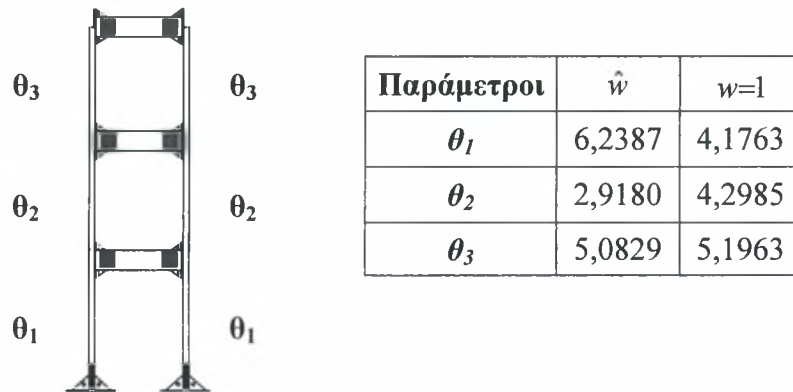 θ3 θ3
θ2 θ2
θ1 θ1
Παράμετροι ŵ w=1
θ1 6,2387 4,1763
θ2 2,9180 4,2985
θ3 5,0829 5,1963